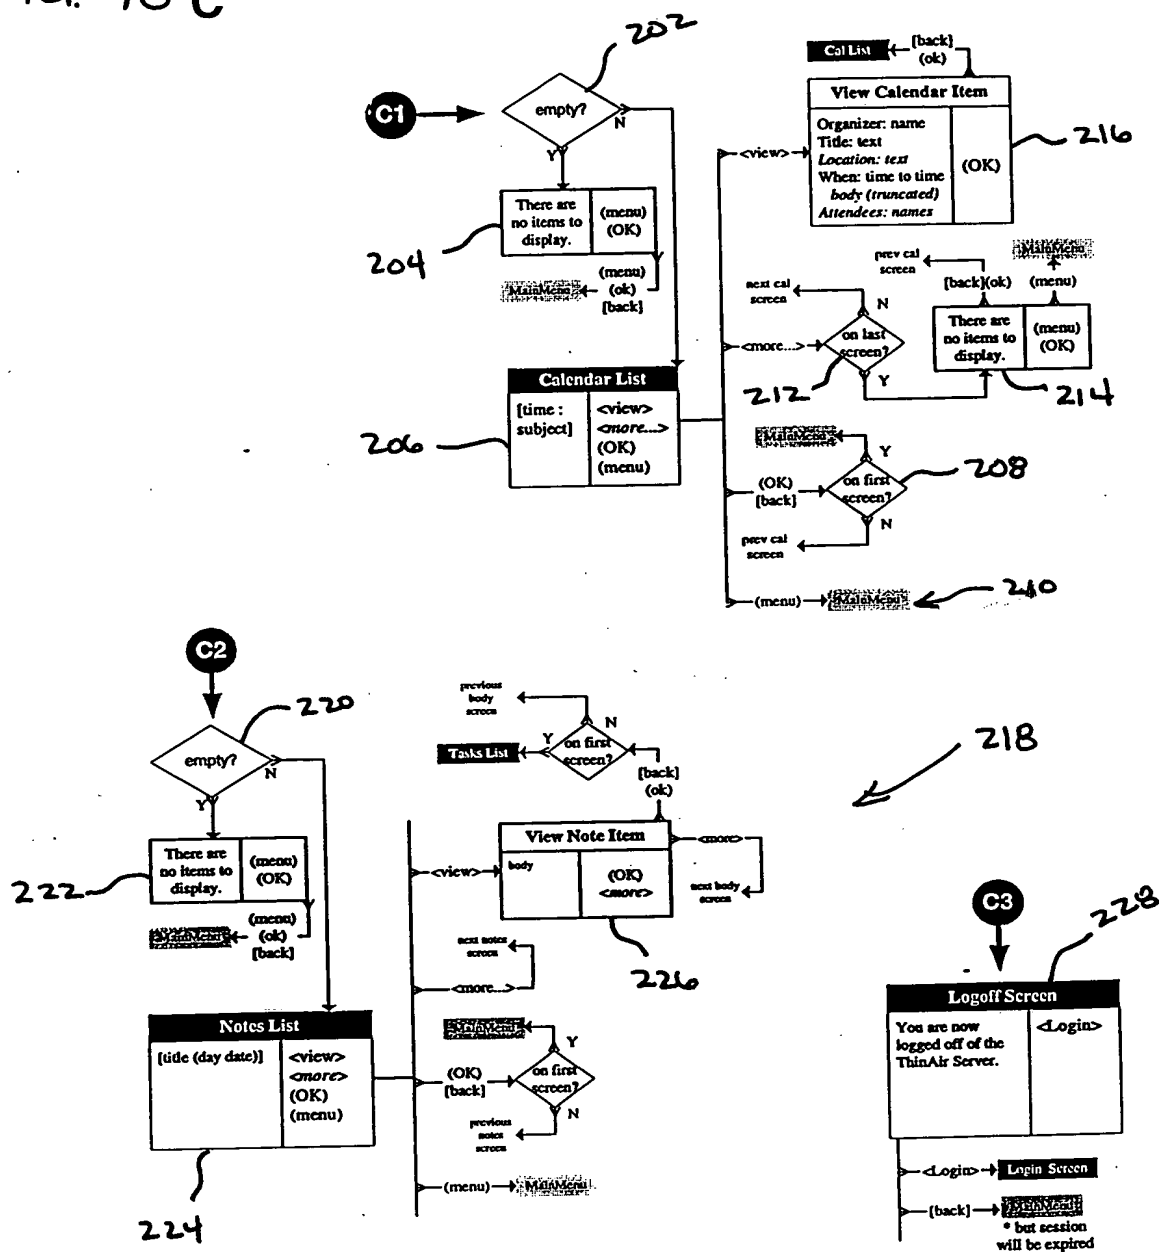 202
C1
empty?
N
Y
There are
no items to
display.
(menu)
(OK)
204
MainMenu
(menu)
(ok)
[back]
Calendar List
[time :
subject]
<view>
<more...>
(OK)
(menu)
206
Cal List
[back]
(ok)
View Calendar Item
Organizer: name
Title: text
Location: text
When: time to time
body (truncated)
Attendees: names
(OK)
216
<view>
MainMenu
prev cal
screen
[back](ok)
(menu)
next cal
screen
N
<more...>
on last
screen?
Y
212
There are
no items to
display.
(menu)
(OK)
214
MainMenu
Y
(OK)
[back]
on first
screen?
208
N
prev cal
screen
(menu)
MainMenu
210
C2
220
empty?
N
Y
There are
no items to
display.
(menu)
(OK)
222
MainMenu
(menu)
(ok)
[back]
Notes List
[title (day date)]
<view>
<more>
(OK)
(menu)
224
previous
body
screen
N
Tasks List
Y
on first
screen?
[back]
(ok)
218
<view>
View Note Item
body
(OK)
<more>
<more>
next body
screen
226
next notes
screen
<more...>
MainMenu
Y
(OK)
[back]
on first
screen?
N
previous
notes
screen
(menu)
MainMenu
C3
228
Logoff Screen
You are now
logged off of the
ThinAir Server.
<Login>
<Login>
Login Screen
[back]
MainMenu
* but session
will be expired